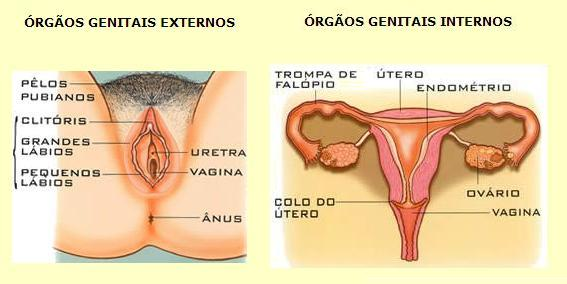 ÓRGÃOS GENITAIS EXTERNOS
PÊLOS
PUBIANOS
CLITÓRIS
GRANDES
LÁBIOS
PEQUENOS
LÁBIOS
URETRA
VAGINA
ÂNUS
ÓRGÃOS GENITAIS INTERNOS
TROMPA DE
FALÓPIO
ÚTERO
ENDOMÉTRIO
OVÁRIO
COLO DO
ÚTERO
VAGINA